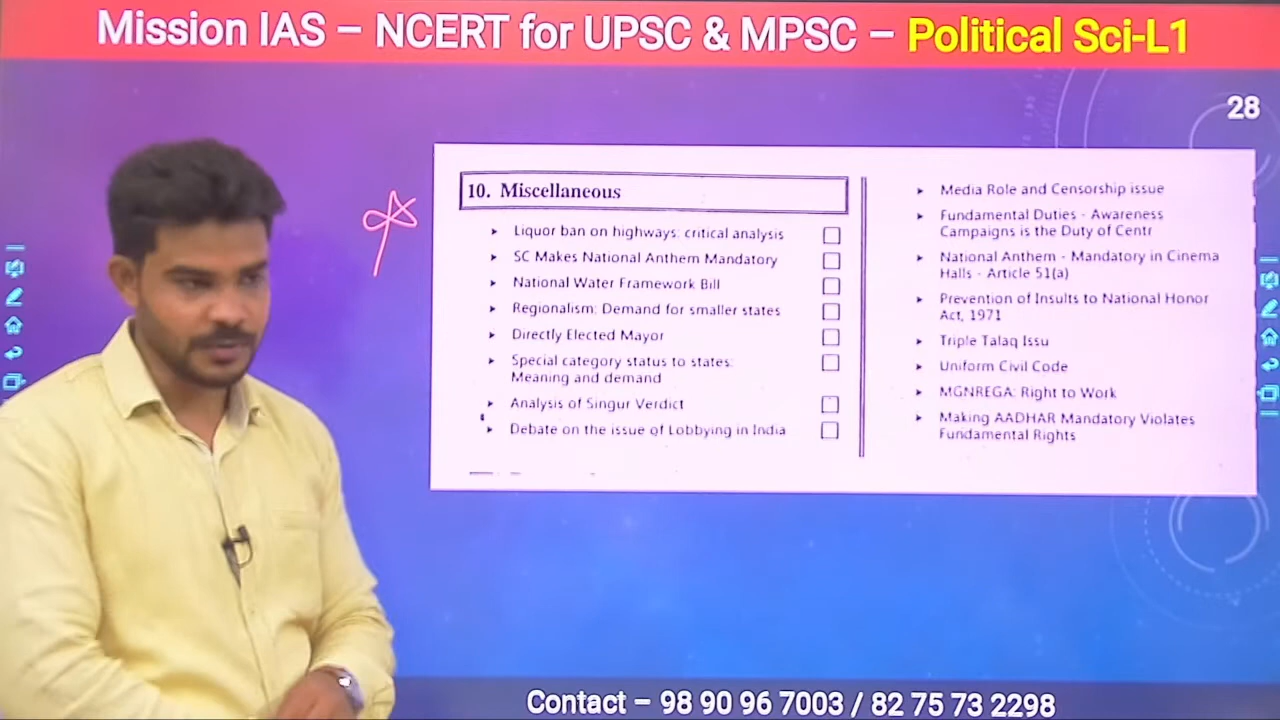 Mission IAS – NCERT for UPSC & MPSC – Political Sci-L1
28
10. Miscellaneous
Liquor ban on highways: critical analysis
SC Makes National Anthem Mandatory
National Water Framework Bill
Regionalism: Demand for smaller states
Directly Elected Mayor
Special category status to states:
Meaning and demand
Analysis of Singur Verdict
Debate on the issue of Lobbying in India
Media Role and Censorship issue
Fundamental Duties - Awareness
Campaigns is the Duty of Centr
National Anthem - Mandatory in Cinema
Halls - Article 51(a)
Prevention of Insults to National Honor
Act, 1971
Triple Talaq Issu
Uniform Civil Code
MGNREGA: Right to Work
Making AADHAR Mandatory Violates
Fundamental Rights
Contact – 98 90 96 7003 / 82 75 73 2298